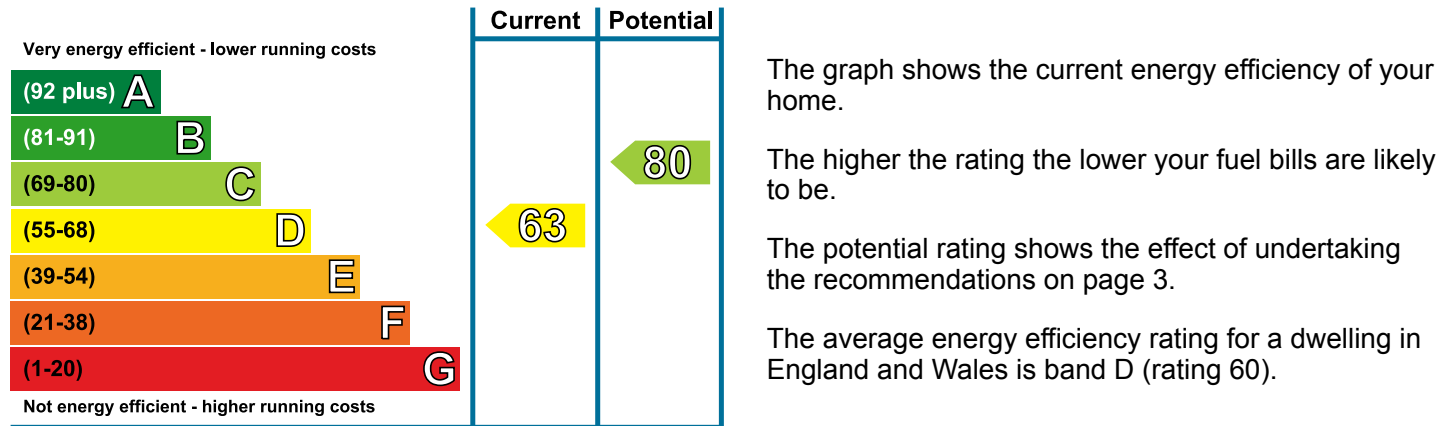 Current Potential
Very energy efficient - lower running costs
(92 plus) A
(81-91) B
(69-80) C
(55-68) D
(39-54) E
(21-38) F
(1-20) G
Not energy efficient - higher running costs
63
80
The graph shows the current energy efficiency of your
home.
The higher the rating the lower your fuel bills are likely
to be.
The potential rating shows the effect of undertaking
the recommendations on page 3.
The average energy efficiency rating for a dwelling in
England and Wales is band D (rating 60).